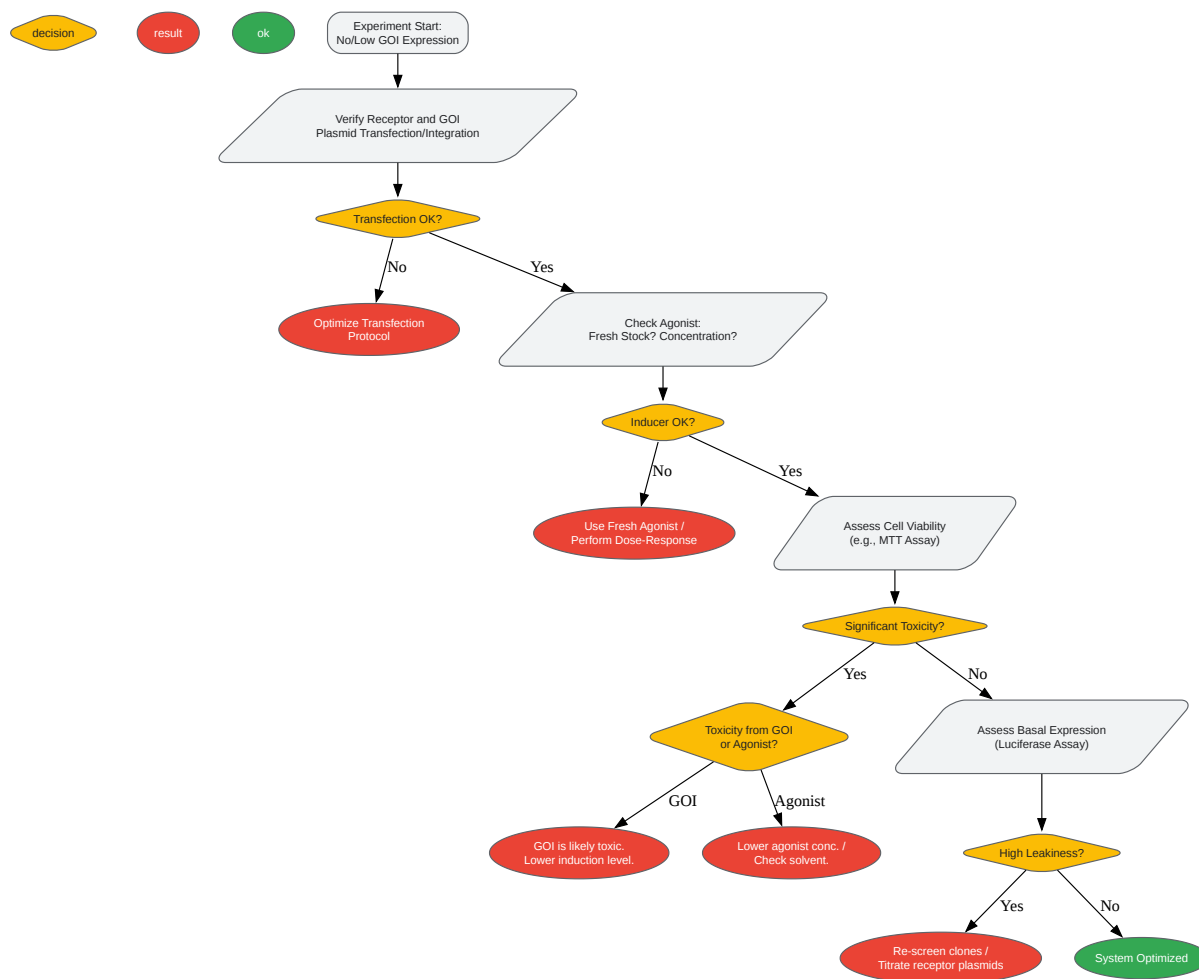 decision
result
ok
Experiment Start:
No/Low GOI Expression
Verify Receptor and GOI
Plasmid Transfection/Integration
Transfection OK?
No
Yes
Optimize Transfection
Protocol
Check Agonist:
Fresh Stock? Concentration?
Inducer OK?
No
Yes
Use Fresh Agonist /
Perform Dose-Response
Assess Cell Viability
(e.g., MTT Assay)
Significant Toxicity?
Yes
No
Toxicity from GOI
or Agonist?
Assess Basal Expression
(Luciferase Assay)
GOI
Agonist
GOI is likely toxic.
Lower induction level.
Lower agonist conc. /
Check solvent.
High Leakiness?
Yes
No
Re-screen clones /
Titrate receptor plasmids
System Optimized